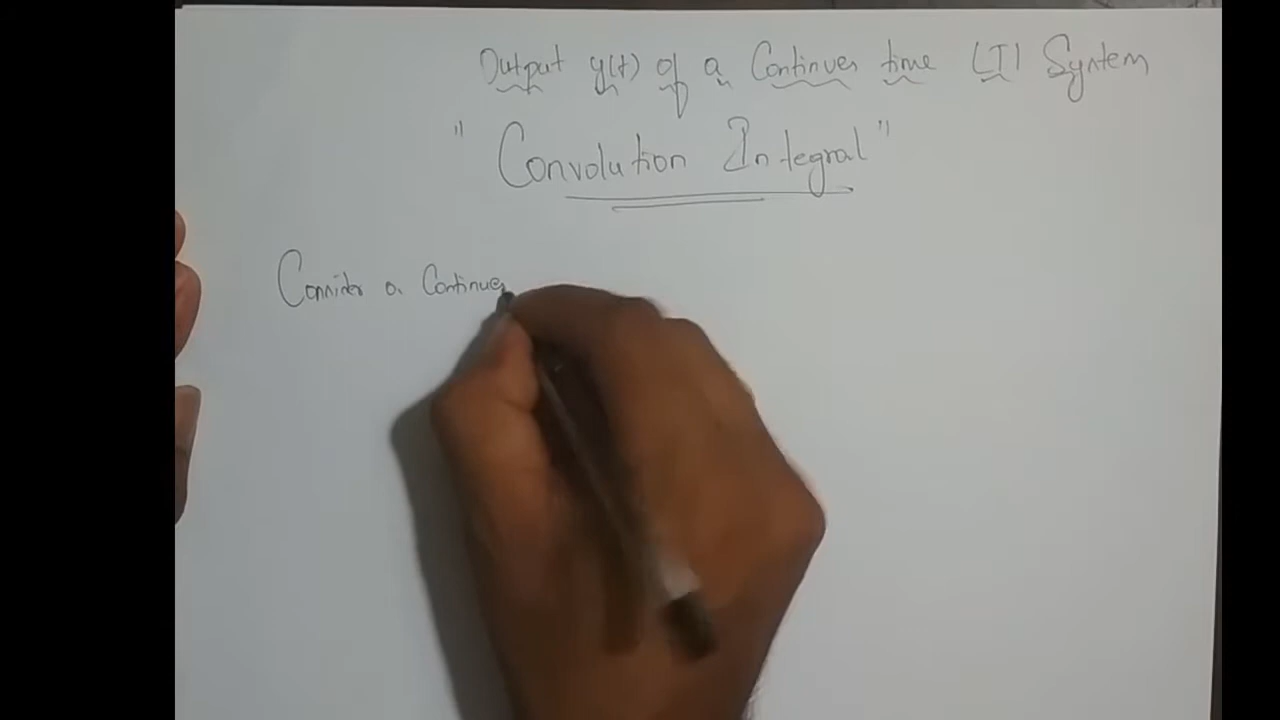 Output y(t) of a Continues time LTI System
" Convolution Integral "
Consider a Continues